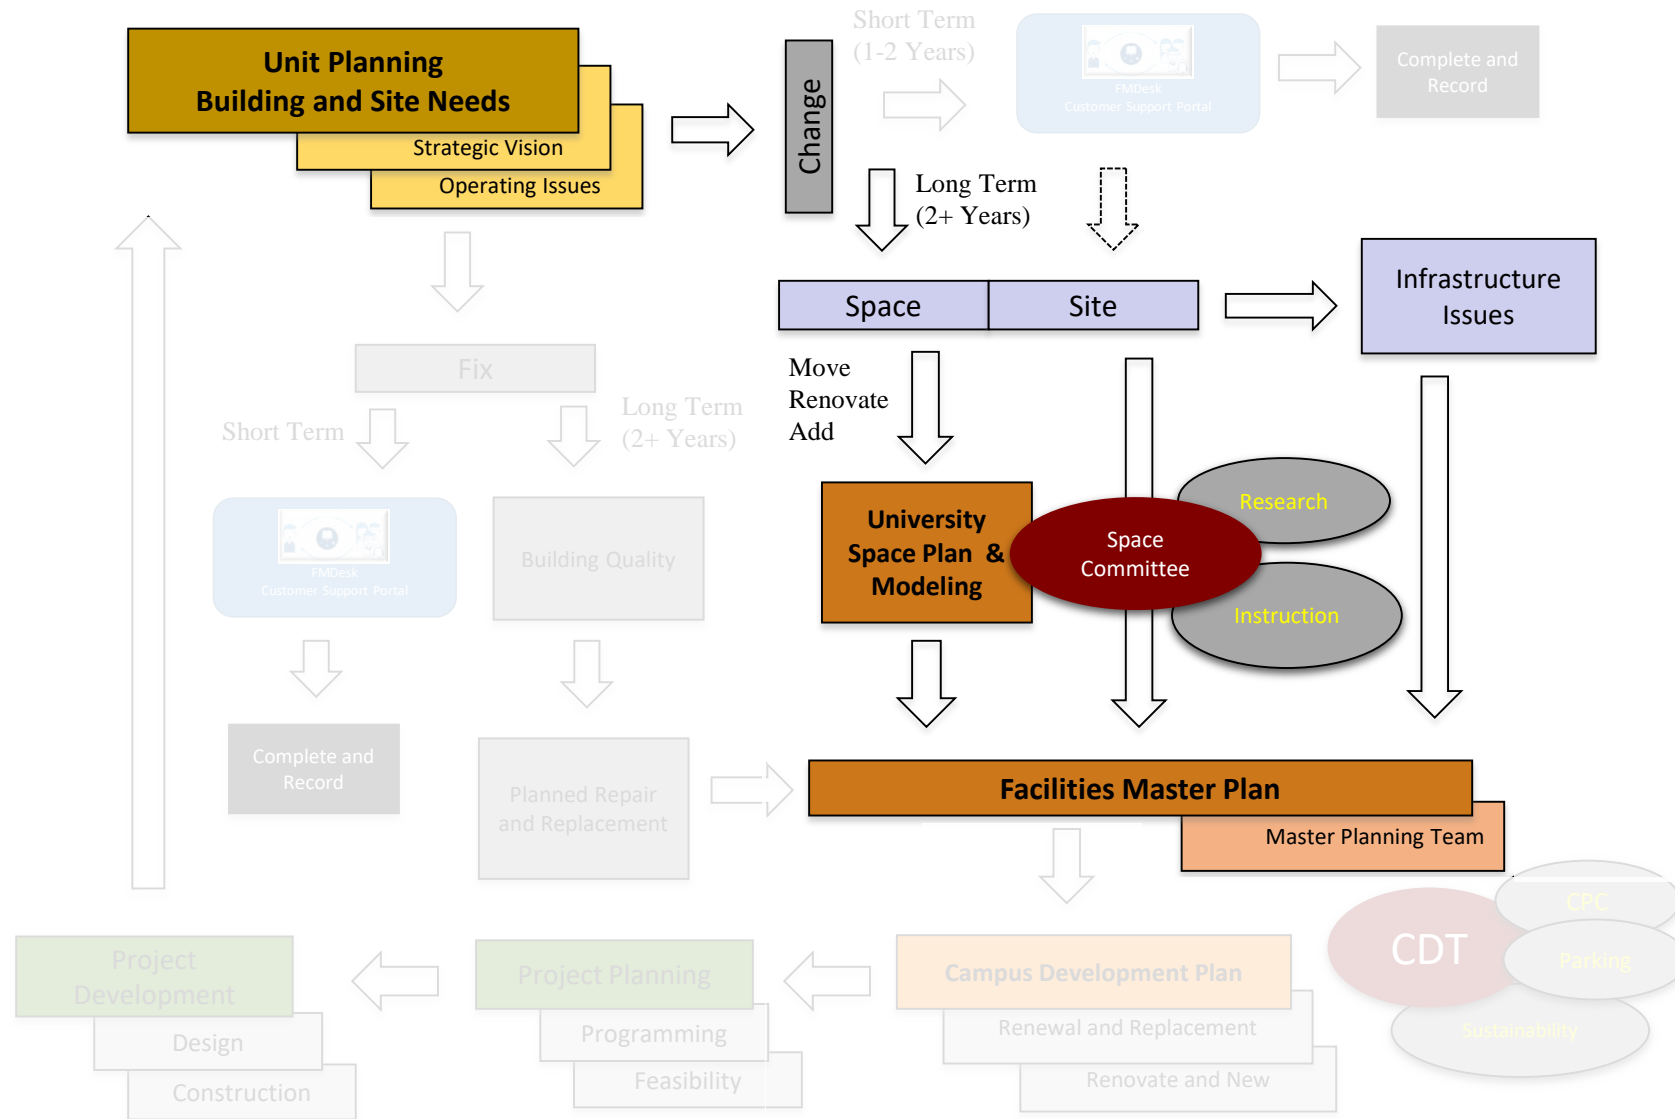 Short Term
(1-2 Years)
Unit Planning
Building and Site Needs
Strategic Vision
Operating Issues
Change
FMDesk
Customer Support Portal
Complete and
Record
Long Term
(2+ Years)
Space
Site
Infrastructure
Issues
Fix
Short Term
Long Term
(2+ Years)
Move
Renovate
Add
FMDesk
Customer Support Portal
Building Quality
University
Space Plan &
Modeling
Space
Committee
Research
Instruction
Complete and
Record
Planned Repair
and Replacement
Facilities Master Plan
Master Planning Team
CDT
CPC
Parking
Sustainability
Project
Development
Design
Construction
Project Planning
Programming
Feasibility
Campus Development Plan
Renewal and Replacement
Renovate and New